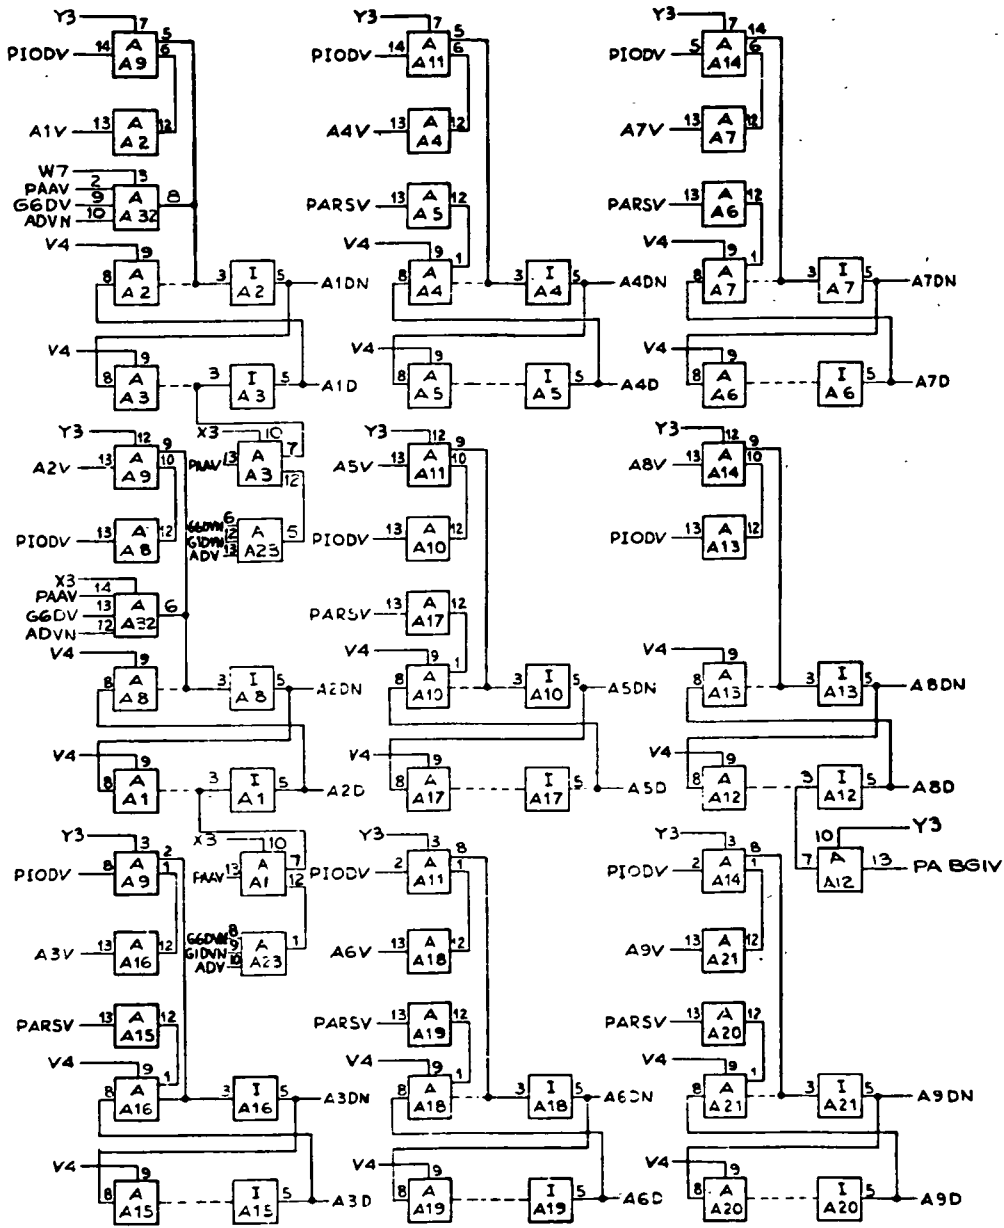 Y3 7 Y3 7 Y3 7
PIODV 14 A A9 5 6 PIODV 14 A A11 5 6 PIODV 5 A A14 14 6
A1V 13 A A2 12 A4V 13 A A4 12 A7V 13 A A7 12
W7 3
PAAV 2
G6DV 9 A A32 8 PARSV 13 A A5 12 PARSV 13 A A6 12
ADVN 10
V4 9 V4 9 1 V4 9 1
8 A A2 3 I A2 5 A1DN 8 A A4 3 I A4 5 A4DN 8 A A7 3 I A7 5 A7DN
V4 9 V4 9 V4 9
8 A A3 3 I A3 5 A1D 8 A A5 I A5 5 A4D 8 A A6 I A6 5 A7D
Y3 12 X3 10 Y3 12 Y3 12
A2V 13 A A9 9 10 PAAV 13 A A3 7 12 A5V 13 A A11 9 10 A8V 13 A A14 9 10
PIODV 13 A A8 12 G6DVN 6 G1DVN 12 ADV 13 A A23 5 PIODV 13 A A10 12 PIODV 13 A A13 12
X3
PAAV 14
G6DV 13 A A32 6 PARSV 13 A A17 12
ADVN 12
V4 9 V4 9 1 V4 9
8 A A8 3 I A8 5 A2DN 8 A A10 3 I A10 5 A5DN 8 A A13 3 I A13 5 A8DN
V4 9 V4 9 V4 9
8 A A1 3 I A1 5 A2D 8 A A17 I A17 5 A5D 8 A A12 3 I A12 5 A8D
Y3 3 X3 10 Y3 3 Y3 3 10 Y3
PIODV 8 A A9 2 1 PAAV 13 A A1 7 12 PIODV 2 A A11 8 1 PIODV 2 A A14 8 1 7 A A12 13 PA BGIV
A3V 13 A A16 12 G6DVN 8 G1DVN 9 ADV 10 A A23 1 A6V 13 A A18 12 A9V 13 A A21 12
PARSV 13 A A15 12 PARSV 13 A A19 12 PARSV 13 A A20 12
V4 9 1 V4 9 1 V4 9 1
8 A A16 3 I A16 5 A3DN 8 A A18 3 I A18 5 A6DN 8 A A21 3 I A21 5 A9DN
V4 9 V4 9 V4 9
8 A A15 I A15 5 A3D 8 A A19 I A19 5 A6D 8 A A20 I A20 5 A9D